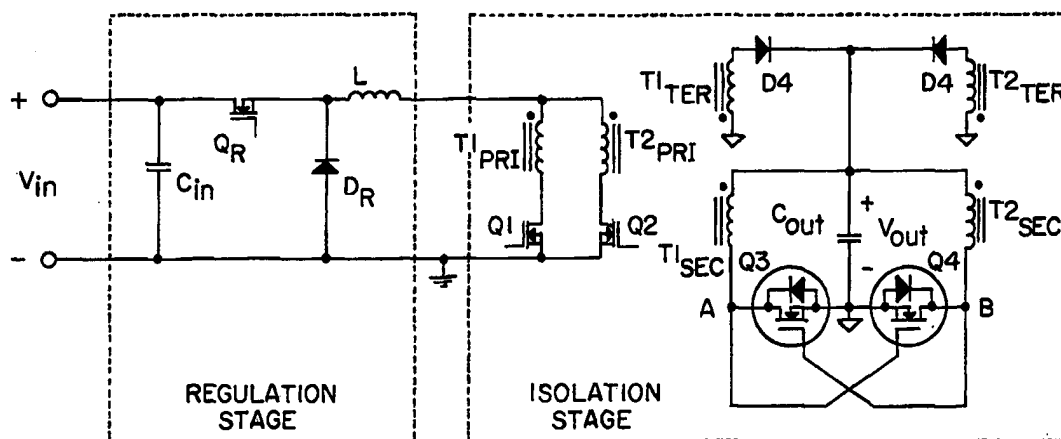 +
L
T1TER
D4
D4
T2TER
QR
T1PRI
T2PRI
Vin
Cin
DR
Q1
Q2
T1SEC
Cout
+
Vout
T2SEC
Q3
-
Q4
-
A
B
REGULATION
STAGE
ISOLATION
STAGE